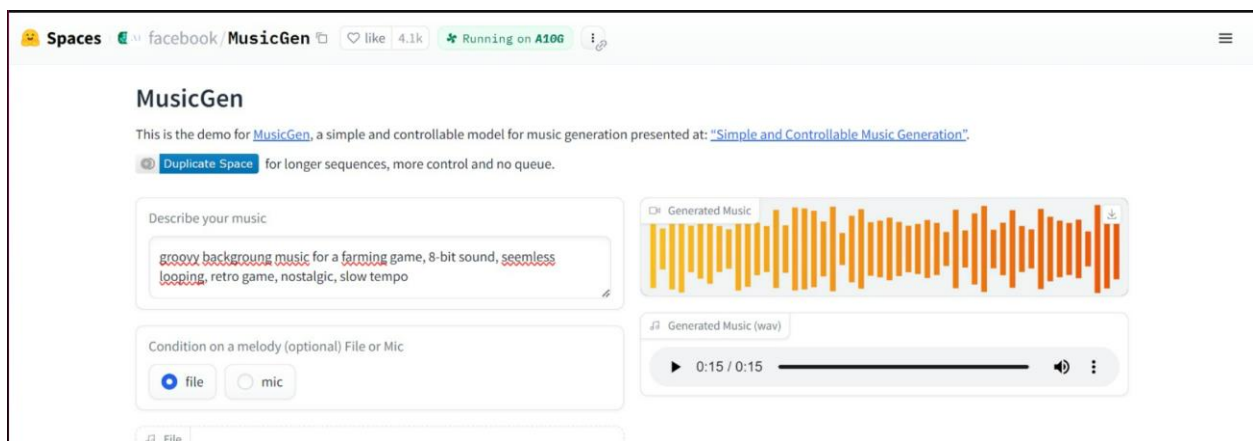 Spaces facebook/MusicGen like 4.1k Running on A10G
MusicGen
This is the demo for MusicGen, a simple and controllable model for music generation presented at: "Simple and Controllable Music Generation".
Duplicate Space for longer sequences, more control and no queue.
Describe your music
groovy backgroung music for a farming game, 8-bit sound, seemless
looping, retro game, nostalgic, slow tempo
Condition on a melody (optional) File or Mic
file mic
File
Generated Music
Generated Music (wav)
0:15 / 0:15